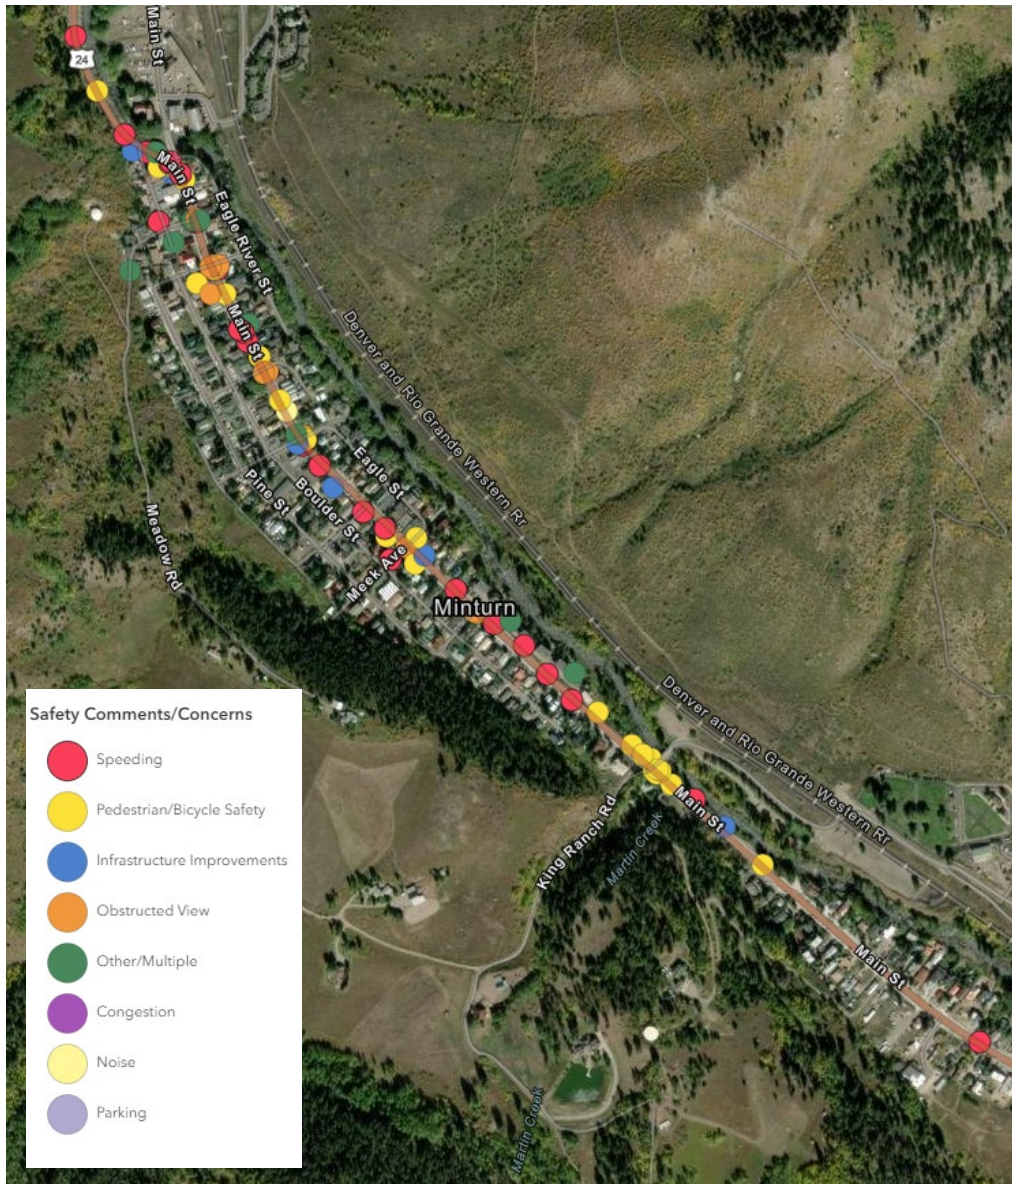 Main St
24
Main St
Eagle River St
Main St
Denver and Rio Grande Western Rr
Eagle St
Boulder St
Pine St
Meadow Rd
Meek Ave
Minturn
Denver and Rio Grande Western Rr
Main St
King Ranch Rd
Martin Creek
Main St
Martin Creek
Safety Comments/Concerns
Speeding
Pedestrian/Bicycle Safety
Infrastructure Improvements
Obstructed View
Other/Multiple
Congestion
Noise
Parking